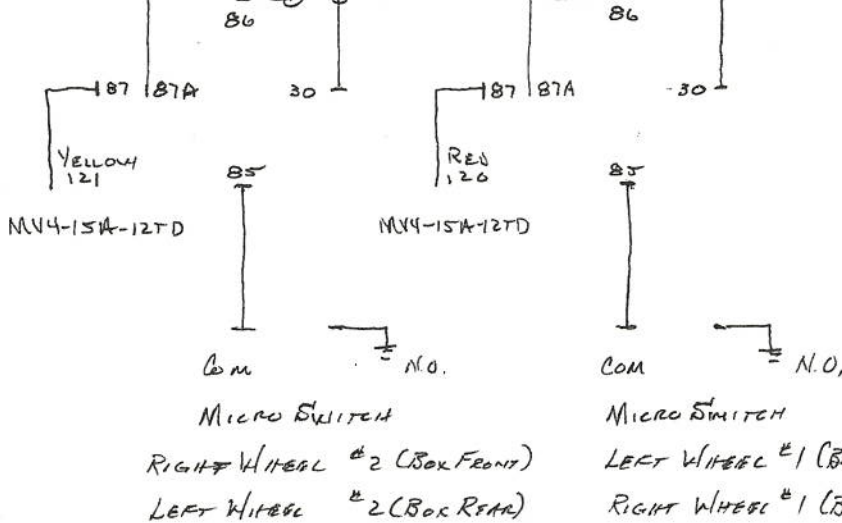 86 86
87 87A 30 87 87A 30
YELLOW RED
121 120
85 85
MV4-15A-12TD MV4-15A-12TD
COM N.O. COM N.O.
MICRO SWITCH MICRO SWITCH
RIGHT WHEEL #2 (BOX FRONT) LEFT WHEEL #1 (B
LEFT WHEEL #2 (BOX REAR) RIGHT WHEEL #1 (B